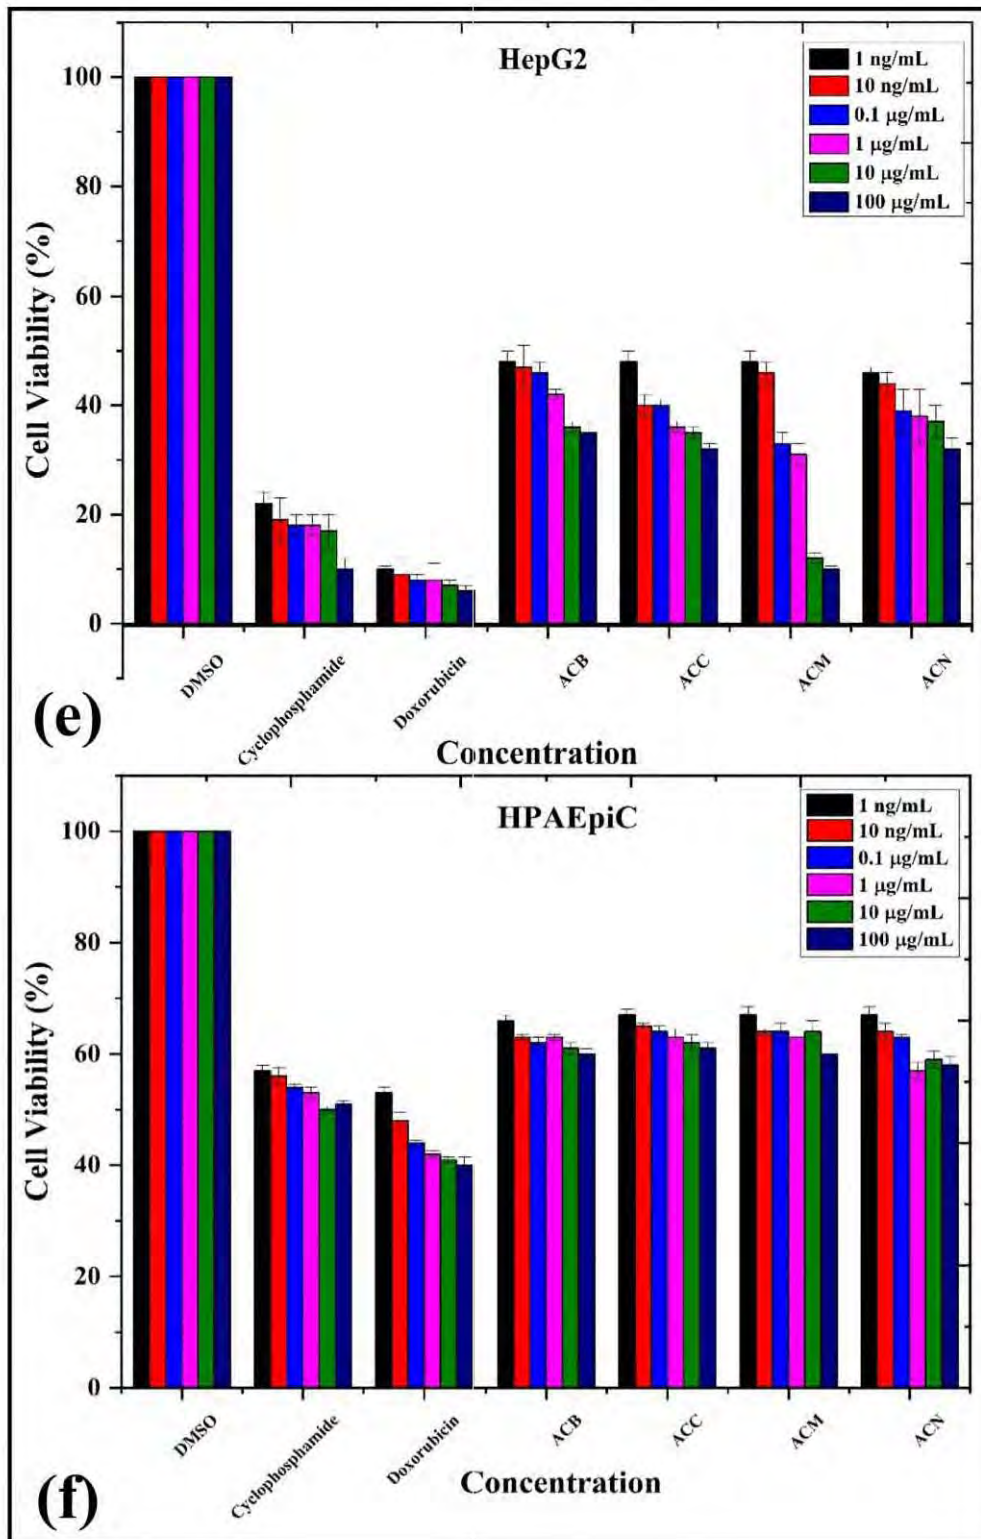 HepG2
1 ng/mL
10 ng/mL
0.1 µg/mL
1 µg/mL
10 µg/mL
100 µg/mL
Cell Viability (%)
100
80
60
40
20
0
DMSO
Cyclophosphamide
Doxorubicin
ACB
ACC
ACM
ACN
(e)
Concentration
HPAEpiC
1 ng/mL
10 ng/mL
0.1 µg/mL
1 µg/mL
10 µg/mL
100 µg/mL
Cell Viability (%)
100
80
60
40
20
0
DMSO
Cyclophosphamide
Doxorubicin
ACB
ACC
ACM
ACN
(f)
Concentration